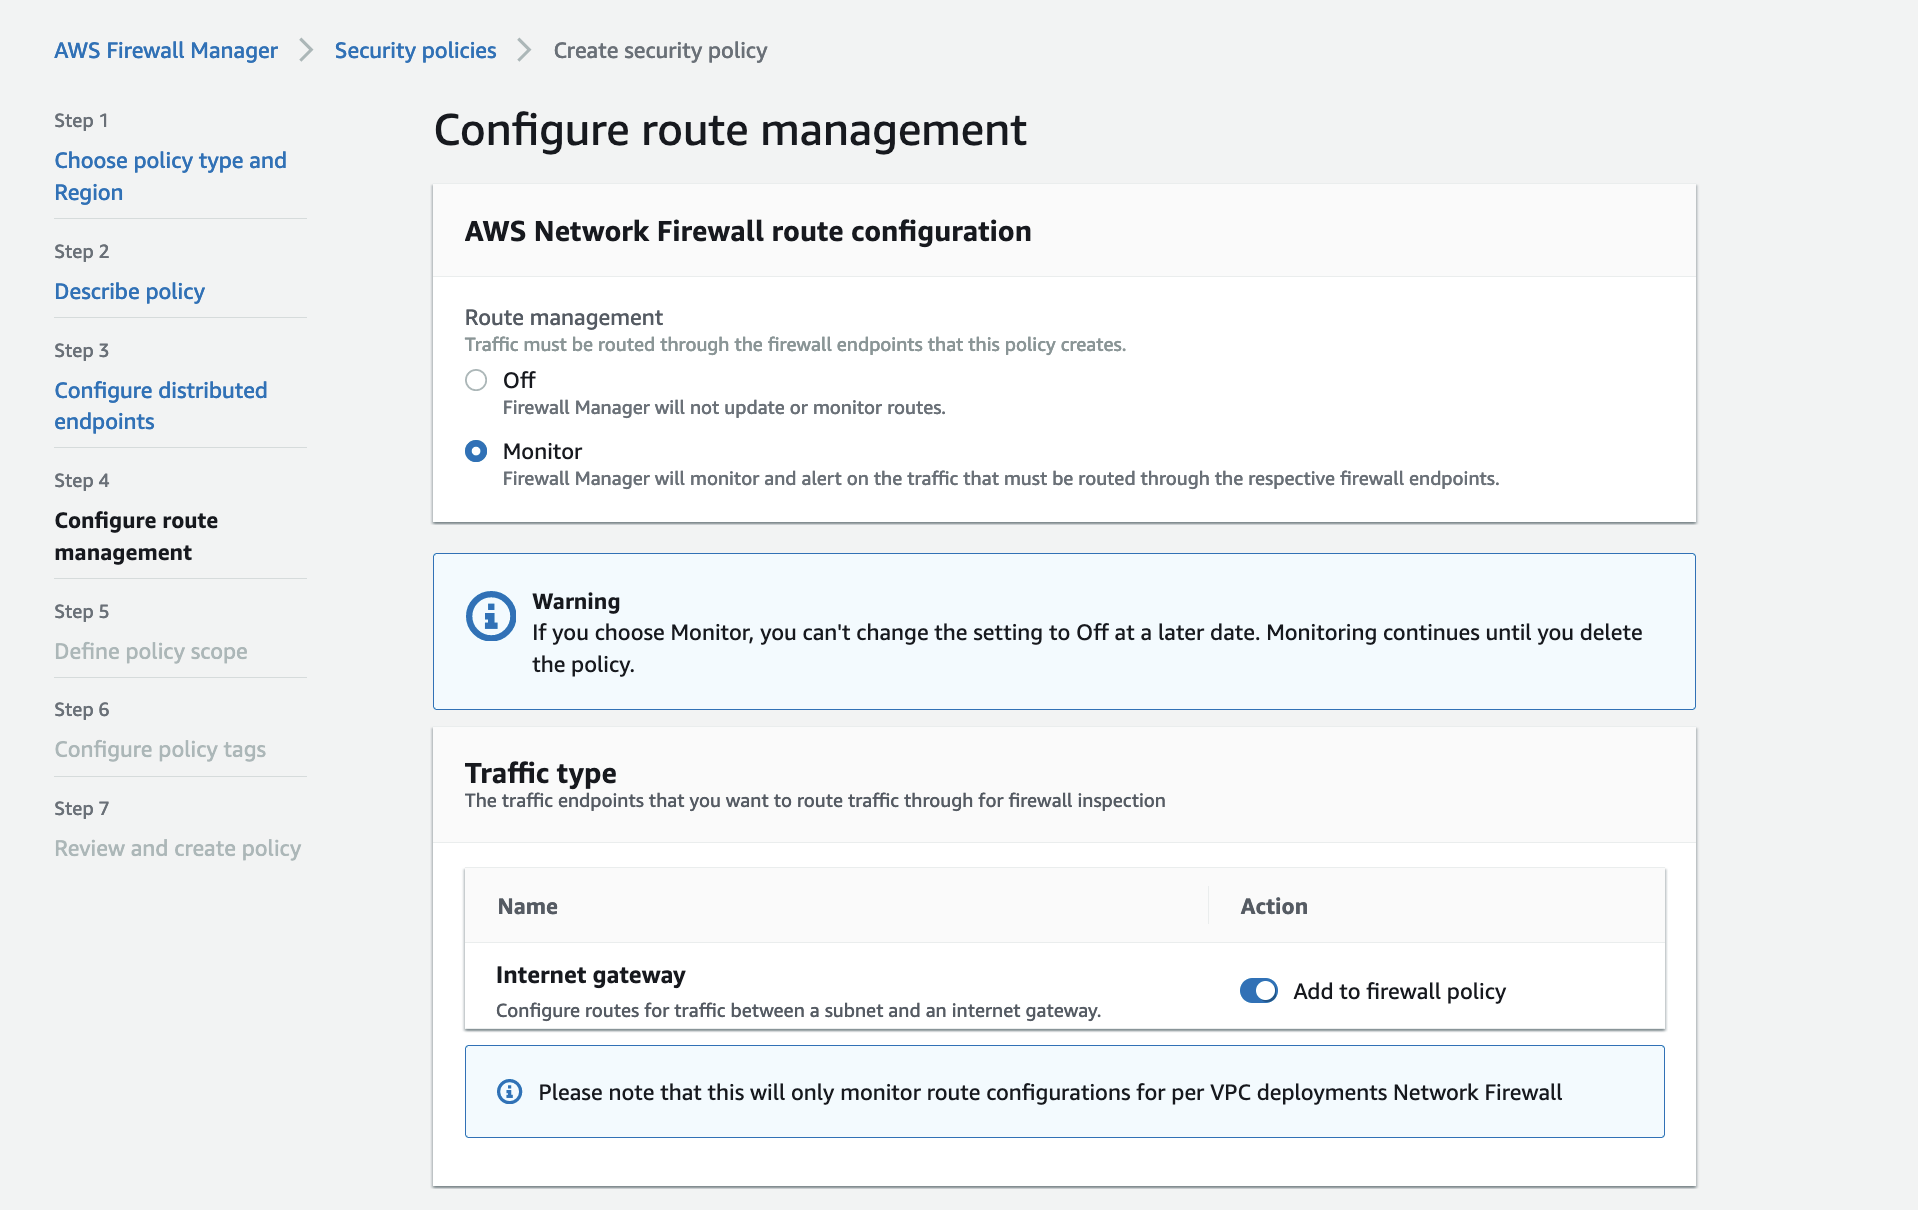 AWS Firewall Manager > Security policies > Create security policy
Step 1
Choose policy type and
Region
Step 2
Describe policy
Step 3
Configure distributed
endpoints
Step 4
Configure route
management
Step 5
Define policy scope
Step 6
Configure policy tags
Step 7
Review and create policy
Configure route management
AWS Network Firewall route configuration
Route management
Traffic must be routed through the firewall endpoints that this policy creates.
Off
Firewall Manager will not update or monitor routes.
Monitor
Firewall Manager will monitor and alert on the traffic that must be routed through the respective firewall endpoints.
Warning
If you choose Monitor, you can't change the setting to Off at a later date. Monitoring continues until you delete
the policy.
Traffic type
The traffic endpoints that you want to route traffic through for firewall inspection
Name Action
Internet gateway
Configure routes for traffic between a subnet and an internet gateway.
Add to firewall policy
Please note that this will only monitor route configurations for per VPC deployments Network Firewall